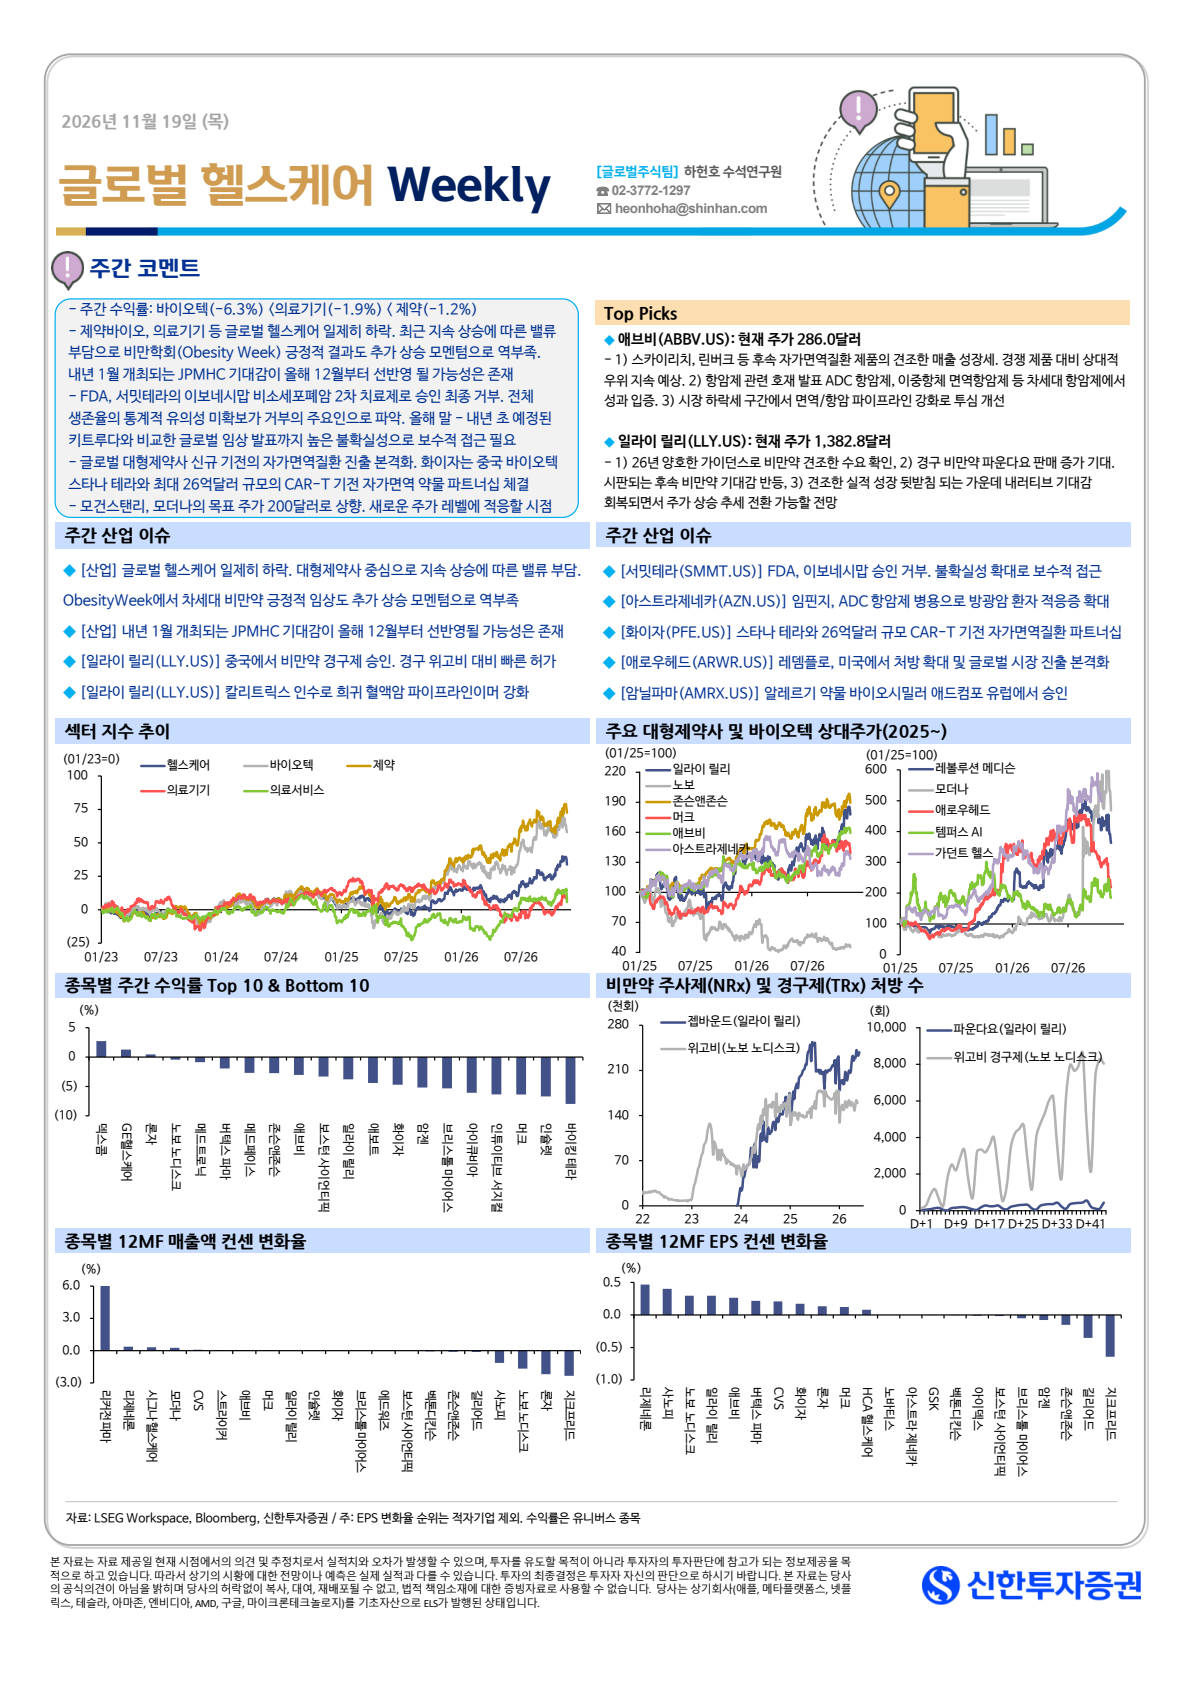 2026년 11월 19일 (목)
글로벌 헬스케어 Weekly
[글로벌주식팀] 하헌호 수석연구원
☎ 02-3772-1297
✉ heonhoha@shinhan.com
! 주간 코멘트
- 주간 수익률: 바이오텍(-6.3%) <의료기기(-1.9%) < 제약(-1.2%)
- 제약바이오, 의료기기 등 글로벌 헬스케어 일제히 하락. 최근 지속 상승에 따른 밸류
부담으로 비만학회(Obesity Week) 긍정적 결과도 추가 상승 모멘텀으로 역부족.
내년 1월 개최되는 JPMHC 기대감이 올해 12월부터 선반영 될 가능성은 존재
- FDA, 서밋테라의 이보네시맙 비소세포폐암 2차 치료제로 승인 최종 거부. 전체
생존율의 통계적 유의성 미확보가 거부의 주요인으로 파악. 올해 말 - 내년 초 예정된
키트루다와 비교한 글로벌 임상 발표까지 높은 불확실성으로 보수적 접근 필요
- 글로벌 대형제약사 신규 기전의 자가면역질환 진출 본격화. 화이자는 중국 바이오텍
스타나 테라와 최대 26억달러 규모의 CAR-T 기전 자가면역 약물 파트너십 체결
- 모건스탠리, 모더나의 목표 주가 200달러로 상향. 새로운 주가 레벨에 적응할 시점
Top Picks
◆ 애브비(ABBV.US): 현재 주가 286.0달러
- 1) 스카이리치, 린버크 등 후속 자가면역질환 제품의 견조한 매출 성장세. 경쟁 제품 대비 상대적
우위 지속 예상. 2) 항암제 관련 호재 발표 ADC 항암제, 이중항체 면역항암제 등 차세대 항암제에서
성과 입증. 3) 시장 하락세 구간에서 면역/항암 파이프라인 강화로 투심 개선
◆ 일라이 릴리(LLY.US): 현재 주가 1,382.8달러
- 1) 26년 양호한 가이던스로 비만약 견조한 수요 확인, 2) 경구 비만약 파운다요 판매 증가 기대.
시판되는 후속 비만약 기대감 반등, 3) 견조한 실적 성장 뒷받침 되는 가운데 내러티브 기대감
회복되면서 주가 상승 추세 전환 가능할 전망
주간 산업 이슈
◆ [산업] 글로벌 헬스케어 일제히 하락. 대형제약사 중심으로 지속 상승에 따른 밸류 부담.
ObesityWeek에서 차세대 비만약 긍정적 임상도 추가 상승 모멘텀으로 역부족
◆ [산업] 내년 1월 개최되는 JPMHC 기대감이 올해 12월부터 선반영될 가능성은 존재
◆ [일라이 릴리(LLY.US)] 중국에서 비만약 경구제 승인. 경구 위고비 대비 빠른 허가
◆ [일라이 릴리(LLY.US)] 칼리트릭스 인수로 희귀 혈액암 파이프라인이머 강화
주간 산업 이슈
◆ [서밋테라(SMMT.US)] FDA, 이보네시맙 승인 거부. 불확실성 확대로 보수적 접근
◆ [아스트라제네카(AZN.US)] 임핀지, ADC 항암제 병용으로 방광암 환자 적응증 확대
◆ [화이자(PFE.US)] 스타나 테라와 26억달러 규모 CAR-T 기전 자가면역질환 파트너십
◆ [애로우헤드(ARWR.US)] 레뎀플로, 미국에서 처방 확대 및 글로벌 시장 진출 본격화
◆ [암닐파마(AMRX.US)] 알레르기 약물 바이오시밀러 애드컴포 유럽에서 승인
섹터 지수 추이
(01/23=0)
헬스케어 바이오텍 제약
의료기기 의료서비스
100
75
50
25
0
(25)
01/23 07/23 01/24 07/24 01/25 07/25 01/26 07/26
주요 대형제약사 및 바이오텍 상대주가(2025~)
(01/25=100)
일라이 릴리
노보
존슨앤존슨
머크
애브비
아스트라제네카
220
190
160
130
100
70
40
01/25 07/25 01/26 07/26
(01/25=100)
레볼루션 메디슨
모더나
애로우헤드
템퍼스 AI
가던트 헬스
600
500
400
300
200
100
0
01/25 07/25 01/26 07/26
종목별 주간 수익률 Top 10 & Bottom 10
(%)
5
0
(5)
(10)
덱스콤
GE헬스케어
론자
노보 노디스크
메드트로닉
버텍스 파마
메드페이스
존슨앤존슨
애브비
보스턴 사이언티픽
일라이 릴리
애보트
화이자
암젠
브리스톨 마이어스
아이큐비아
인튜이티브 서지컬
머크
인슐렛
바이킹 테라
비만약 주사제(NRx) 및 경구제(TRx) 처방 수
(천회)
젭바운드(일라이 릴리)
위고비(노보 노디스크)
280
210
140
70
0
22 23 24 25 26
(회)
파운다요(일라이 릴리)
위고비 경구제(노보 노디스크)
10,000
8,000
6,000
4,000
2,000
0
D+1 D+9 D+17 D+25 D+33 D+41
종목별 12MF 매출액 컨센 변화율
(%)
6.0
3.0
0.0
(3.0)
리커전파마
리제네론
시그나 헬스케어
모더나
CVS
스트라이커
애브비
머크
일라이 릴리
인슐렛
화이자
브리스톨마이어스
에드워즈
보스턴사이언티픽
벡톤디킨슨
존슨앤존슨
길리어드
사노피
노보노디스크
론자
지크프리드
종목별 12MF EPS 컨센 변화율
(%)
0.5
0.0
(0.5)
(1.0)
리제네론
사노피
노보 노디스크
일라이 릴리
애브비
버텍스 파마
CVS
화이자
론자
머크
HCA 헬스케어
노바티스
아스트라 제네카
GSK
벡톤디킨슨
아이덱스
보스턴 사이언티픽
브리스톨 마이어스
암젠
존슨앤존슨
길리어드
지크프리드
자료: LSEG Workspace, Bloomberg, 신한투자증권 / 주: EPS 변화율 순위는 적자기업 제외. 수익률은 유니버스 종목
본 자료는 자료 제공일 현재 시점에서의 의견 및 추정치로서 실적치와 오차가 발생할 수 있으며, 투자를 유도할 목적이 아니라 투자자의 투자판단에 참고가 되는 정보제공을 목
적으로 하고 있습니다. 따라서 상기의 시황에 대한 전망이나 예측은 실제 실적과 다를 수 있습니다. 투자의 최종결정은 투자자 자신의 판단으로 하시기 바랍니다. 본 자료는 당사
의 공식의견이 아님을 밝히며 당사의 허락없이 복사, 대여, 재배포될 수 없고, 법적 책임소재에 대한 증빙자료로 사용할 수 없습니다. 당사는 상기회사(애플, 메타플랫폼스, 넷플
릭스, 테슬라, 아마존, 엔비디아, AMD, 구글, 마이크론테크놀로지)를 기초자산으로 ELS가 발행된 상태입니다.
신한투자증권